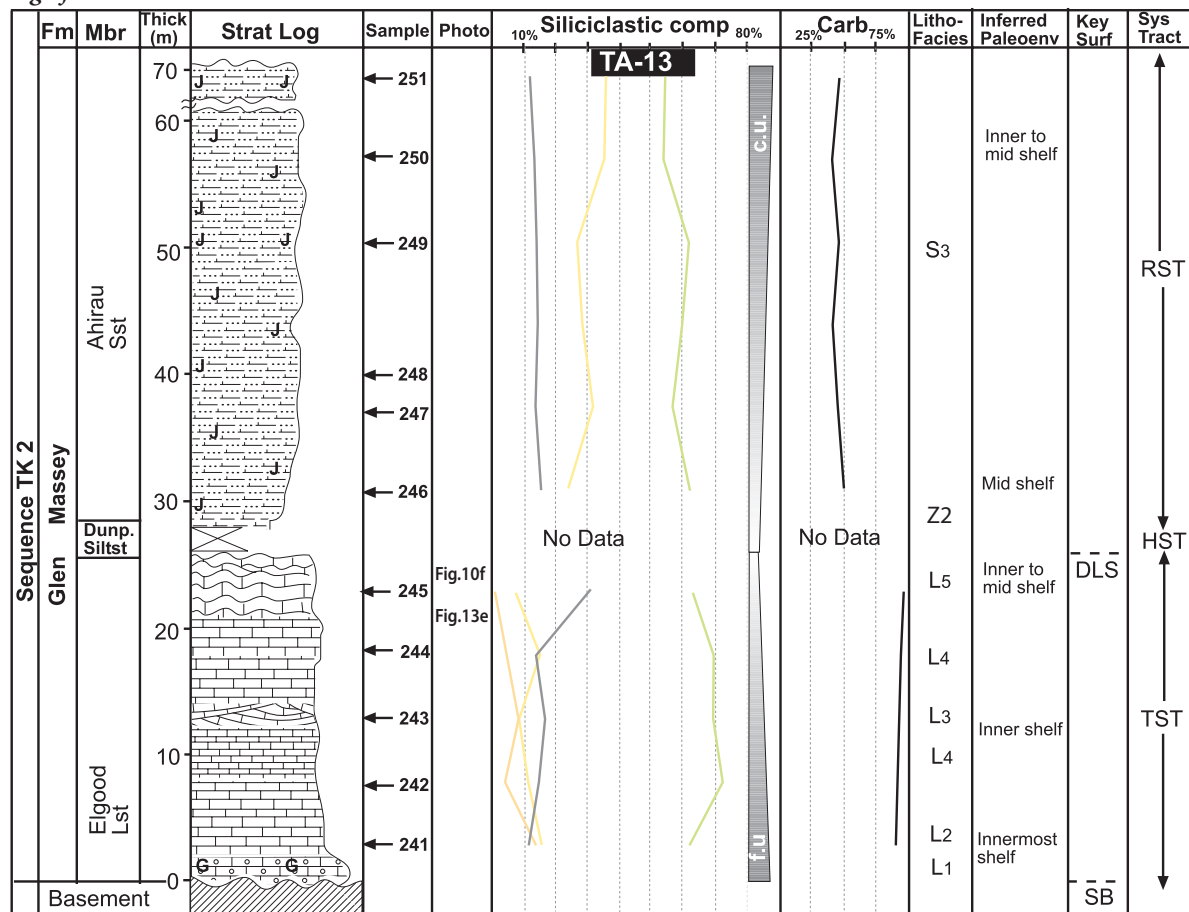 Fm Mbr Thick (m) Strat Log Sample Photo Siliciclastic comp Carb Litho-Facies Inferred Paleoenv Key Surf Sys Tract
10% 80% 25% 75%
TA-13
70 J J 251
60 J c.u. Inner to mid shelf
250
J
J
50 J J 249 S3 RST
J
Ahirau Sst
J
40 J 248
247
J
J
Sequence TK 2
Glen Massey
30 J 246 Mid shelf
Z2
Dunp. Siltst No Data No Data HST
Fig.10f Inner to mid shelf DLS
245 L5
Fig.13e
20 244 L4
243 L3 Inner shelf TST
10 L4
242
Elgood Lst
241 f.u L2 Innermost shelf
G G L1
0
Basement SB